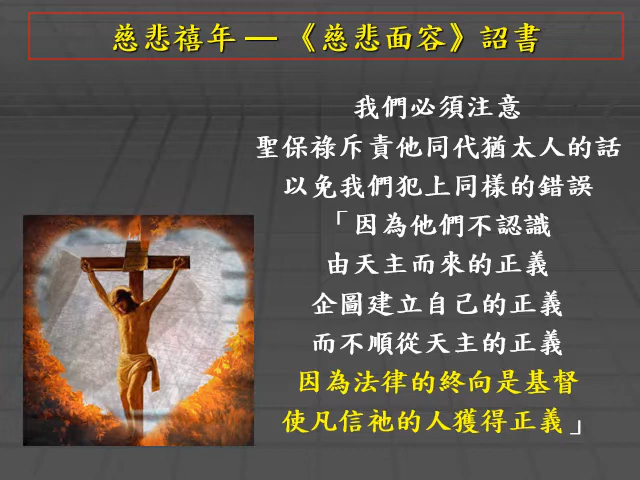 慈悲禧年 — 《慈悲面容》詔書
我們必須注意
聖保祿斥責他同代猶太人的話
以免我們犯上同樣的錯誤
「因為他們不認識
由天主而來的正義
企圖建立自己的正義
而不順從天主的正義
因為法律的終向是基督
使凡信祂的人獲得正義」